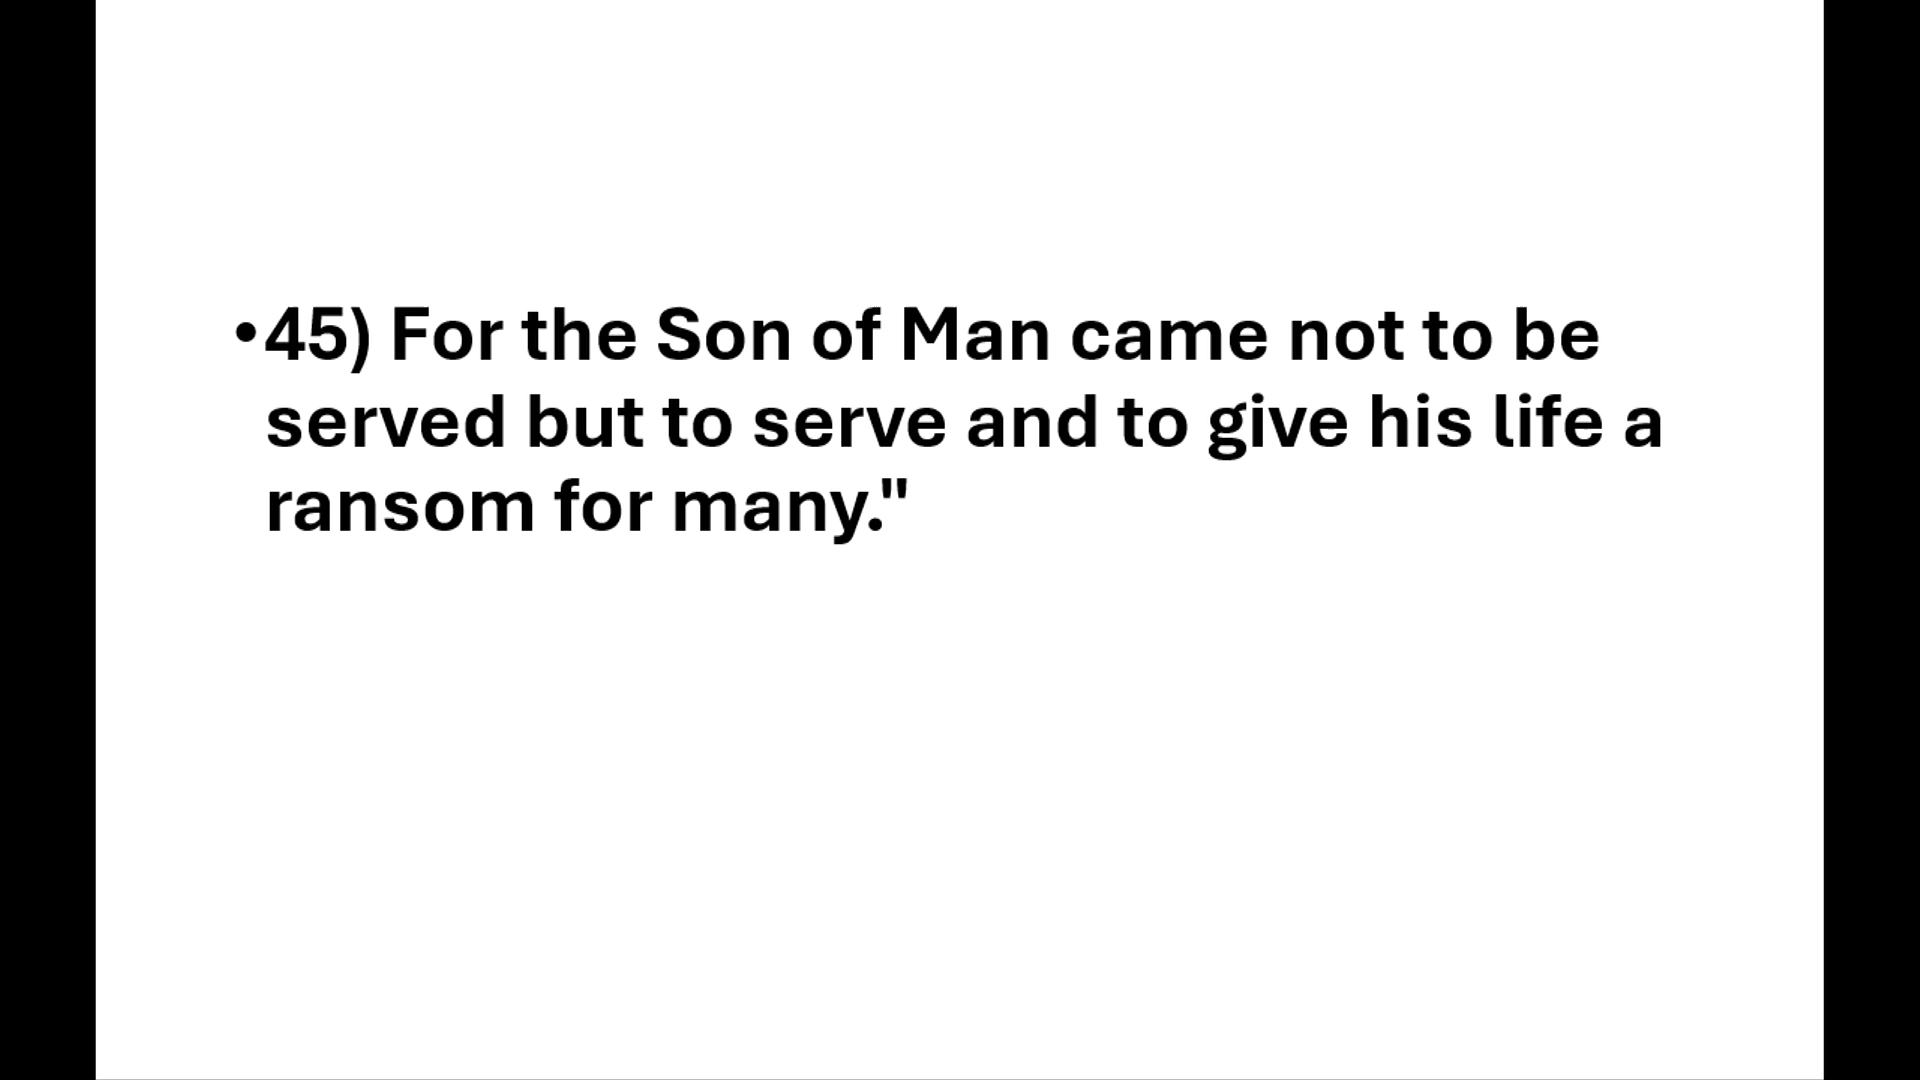 •45) For the Son of Man came not to be
served but to serve and to give his life a
ransom for many."